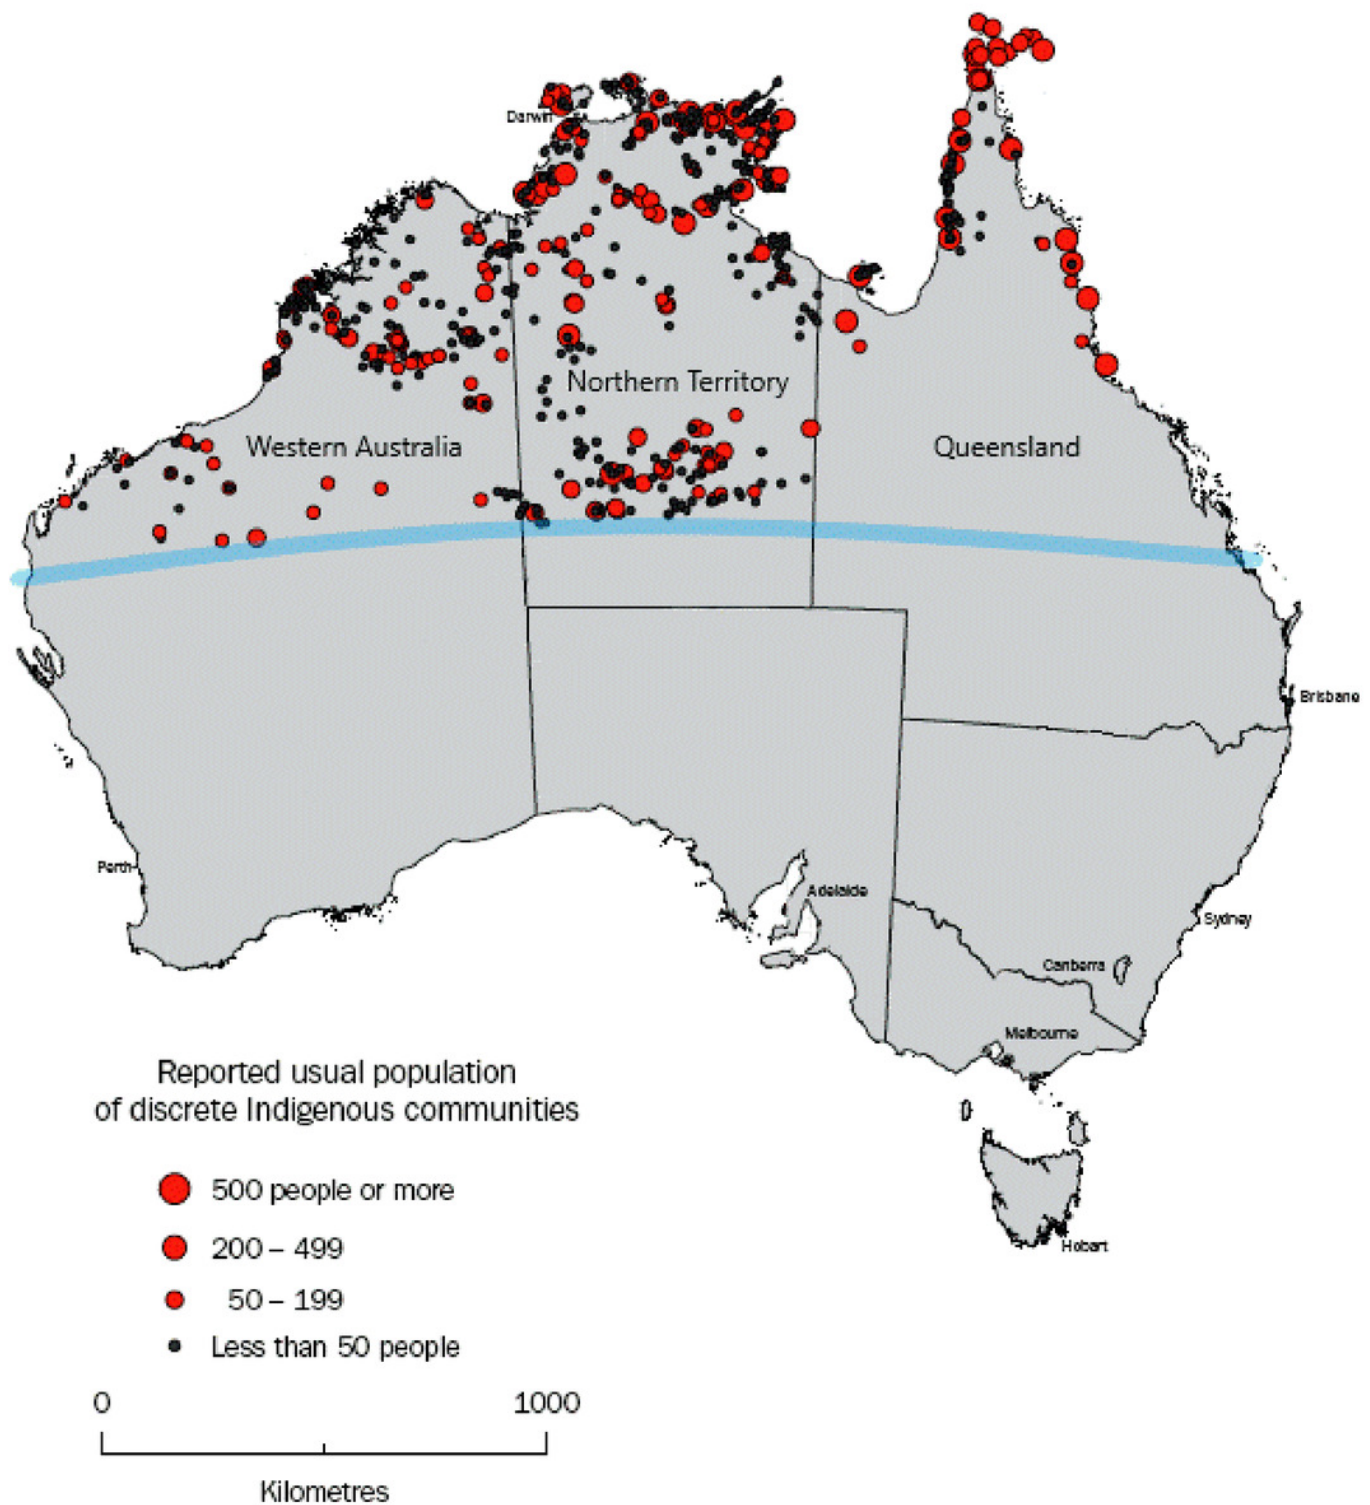 Darwin
Northern Territory
Western Australia
Queensland
Brisbane
Perth
Adelaide
Sydney
Canberra
Melbourne
Hobart
Reported usual population
of discrete Indigenous communities
500 people or more
200 – 499
50 – 199
Less than 50 people
0 1000
Kilometres